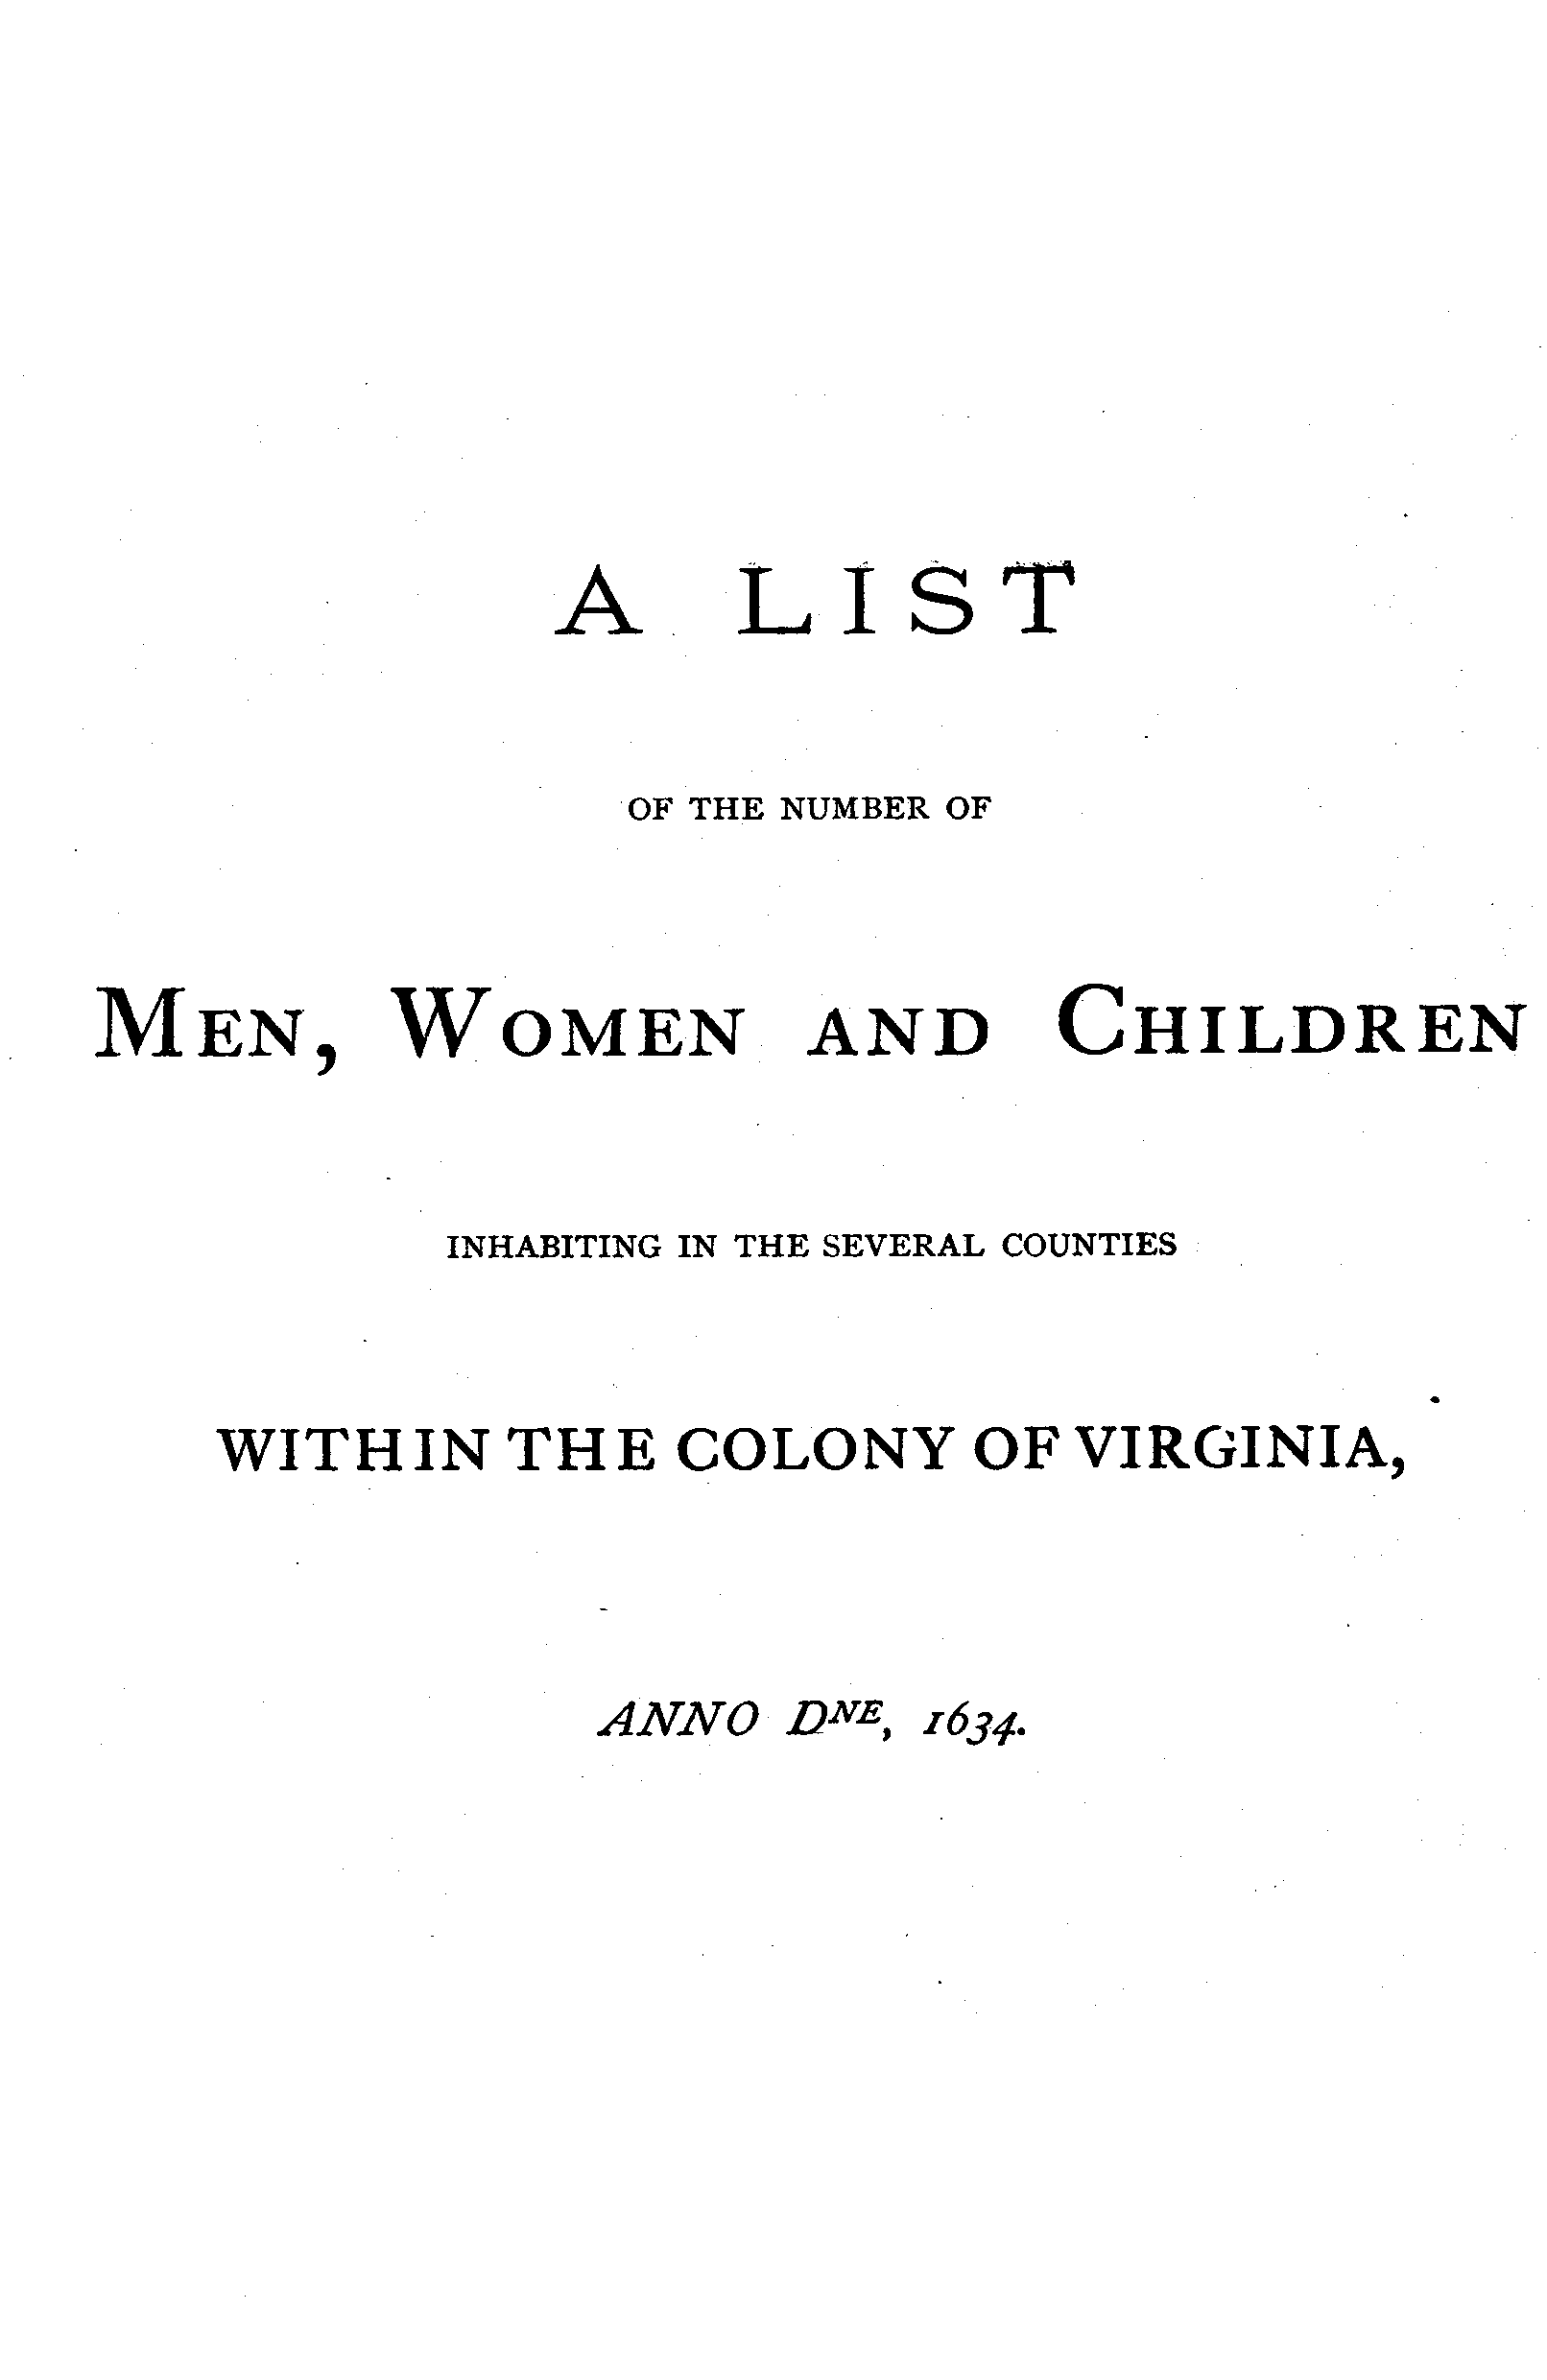 A LIST
OF THE NUMBER OF
MEN, WOMEN AND CHILDREN
INHABITING IN THE SEVERAL COUNTIES
WITHIN THE COLONY OF VIRGINIA,
ANNO DNE, 1634.